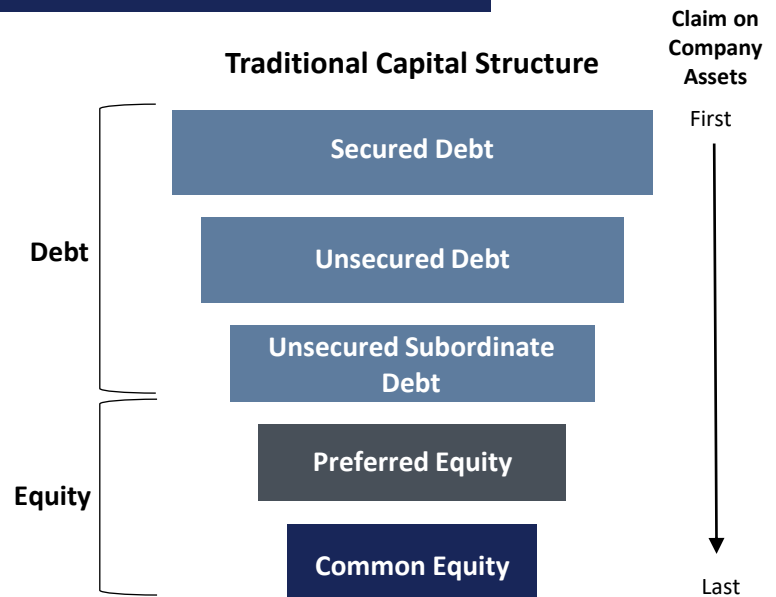 Claim on
Company
Assets
Traditional Capital Structure
First
Secured Debt
Debt
Unsecured Debt
Unsecured Subordinate
Debt
Preferred Equity
Equity
Common Equity
Last